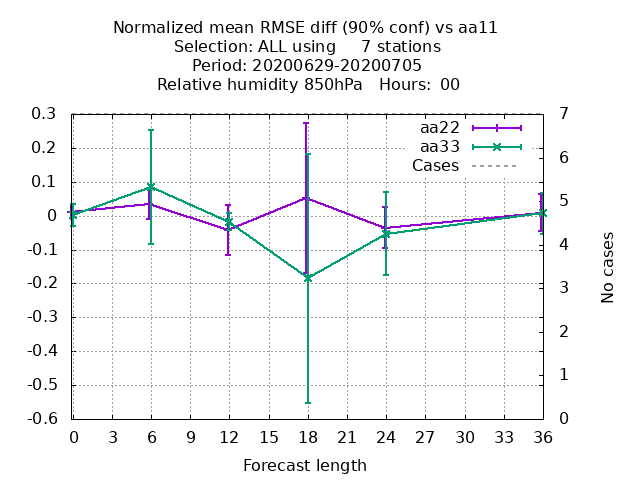 Normalized mean RMSE diff (90% conf) vs aa11
Selection: ALL using     7 stations
Period: 20200629-20200705
Relative humidity 850hPa   Hours: 00
aa22
aa33
Cases
0.3
0.2
0.1
0
-0.1
-0.2
-0.3
-0.4
-0.5
-0.6
7
6
5
4
3
2
1
0
No cases
0 3 6 9 12 15 18 21 24 27 30 33 36
Forecast length